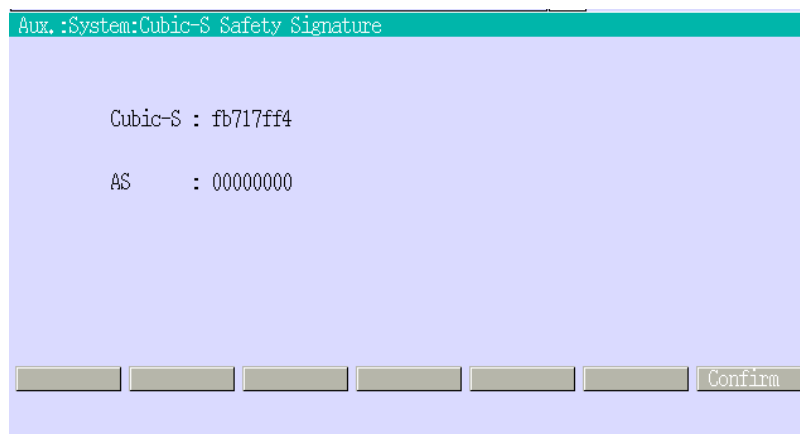 Aux.:System:Cubic-S Safety Signature
Cubic-S : fb717ff4
AS : 00000000
Confirm